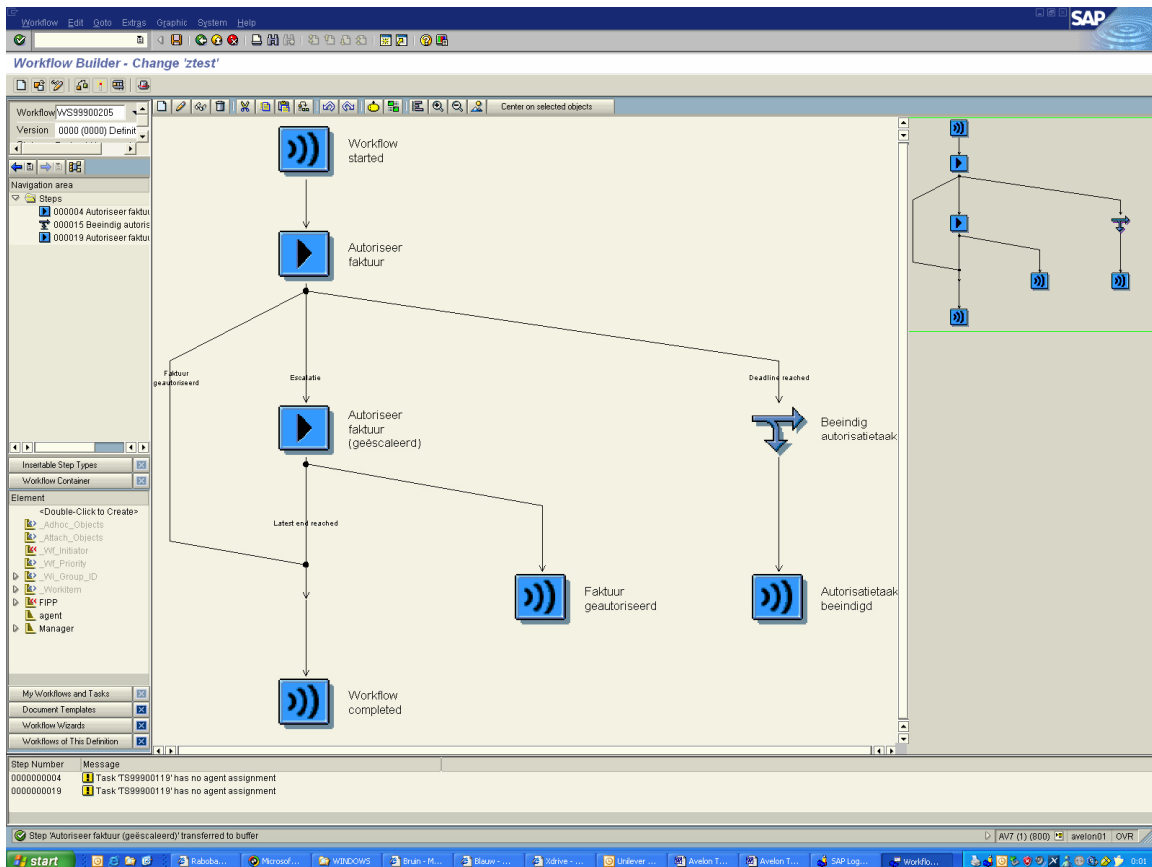 Workflow Edit Goto Extras Graphic System Help
SAP
Workflow Builder - Change 'ztest'
Workflow WS99900205
Version 0000 (0000) Definit
Center on selected objects
Navigation area
Steps
000004 Autoriseer faktuu
000015 Beeindig autoris
000019 Autoriseer faktuu
Insertable Step Types
Workflow Container
Element
<Double-Click to Create>
_Adhoc_Objects
_Attach_Objects
_Wf_Initiator
_Wf_Priority
_Wi_Group_ID
_Workitem
FIPP
agent
Manager
My Workflows and Tasks
Document Templates
Workflow Wizards
Workflows of This Definition
Workflow
started
Autoriseer
faktuur
Faktuur
geautoriseerd
Escalatie
Deadline reached
Autoriseer
faktuur
(geëscaleerd)
Beeindig
autorisatietaak
Latest end reached
Faktuur
geautoriseerd
Autorisatietaak
beeindigd
Workflow
completed
Step Number Message
0000000004 Task 'TS99900119' has no agent assignment
0000000019 Task 'TS99900119' has no agent assignment
Step 'Autoriseer faktuur (geëscaleerd)' transferred to buffer
AV7 (1) (800) avelon01 OVR
start Raboba... Microsof... WINDOWS Bruin - M... Blauw - ... Xdrive - ... Unilever ... Avelon T... Avelon T... SAP Log... Workflo... 0:01